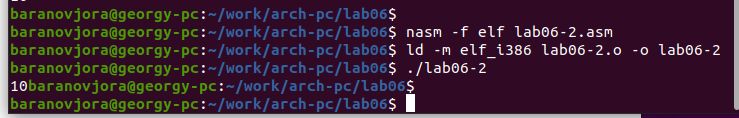 baranovjora@georgy-pc:~/work/arch-pc/lab06$
baranovjora@georgy-pc:~/work/arch-pc/lab06$ nasm -f elf lab06-2.asm
baranovjora@georgy-pc:~/work/arch-pc/lab06$ ld -m elf_i386 lab06-2.o -o lab06-2
baranovjora@georgy-pc:~/work/arch-pc/lab06$ ./lab06-2
10baranovjora@georgy-pc:~/work/arch-pc/lab06$
baranovjora@georgy-pc:~/work/arch-pc/lab06$